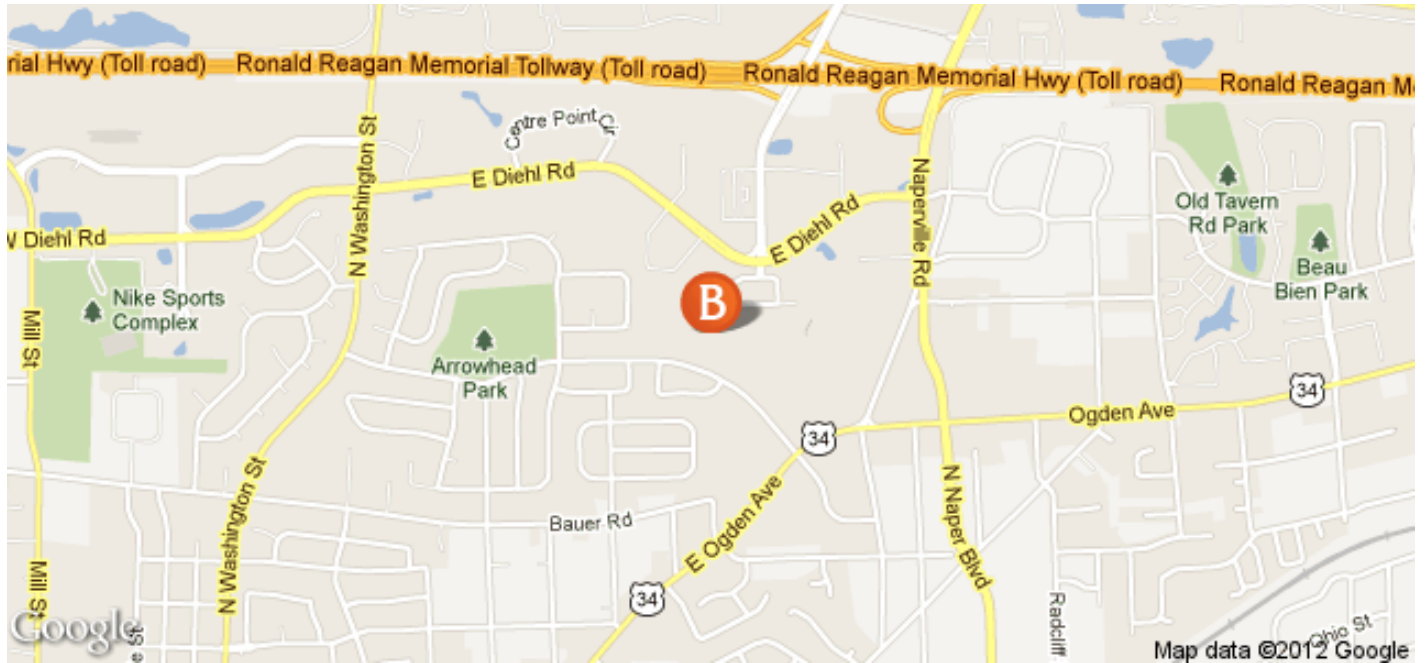 rial Hwy (Toll road)
Ronald Reagan Memorial Tollway (Toll road)
Ronald Reagan Memorial Hwy (Toll road)
Ronald Reagan M
Centre Point Cir
N Washington St
E Diehl Rd
Naperville Rd
Old Tavern
Rd Park
W Diehl Rd
E Diehl Rd
Beau
Bien Park
Nike Sports
Complex
B
Mill St
Arrowhead
Park
34
Ogden Ave
34
N Washington St
Bauer Rd
E Ogden Ave
N Naper Blvd
Mill St
34
Radcliff
Ohio St
Google
e St
Map data ©2012 Google